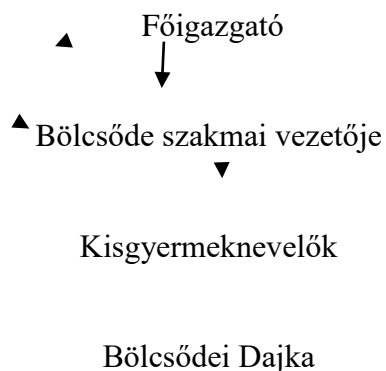 Főigazgató
Bölcsőde szakmai vezetője
Kisgyermeknevelők
Bölcsődei Dajka